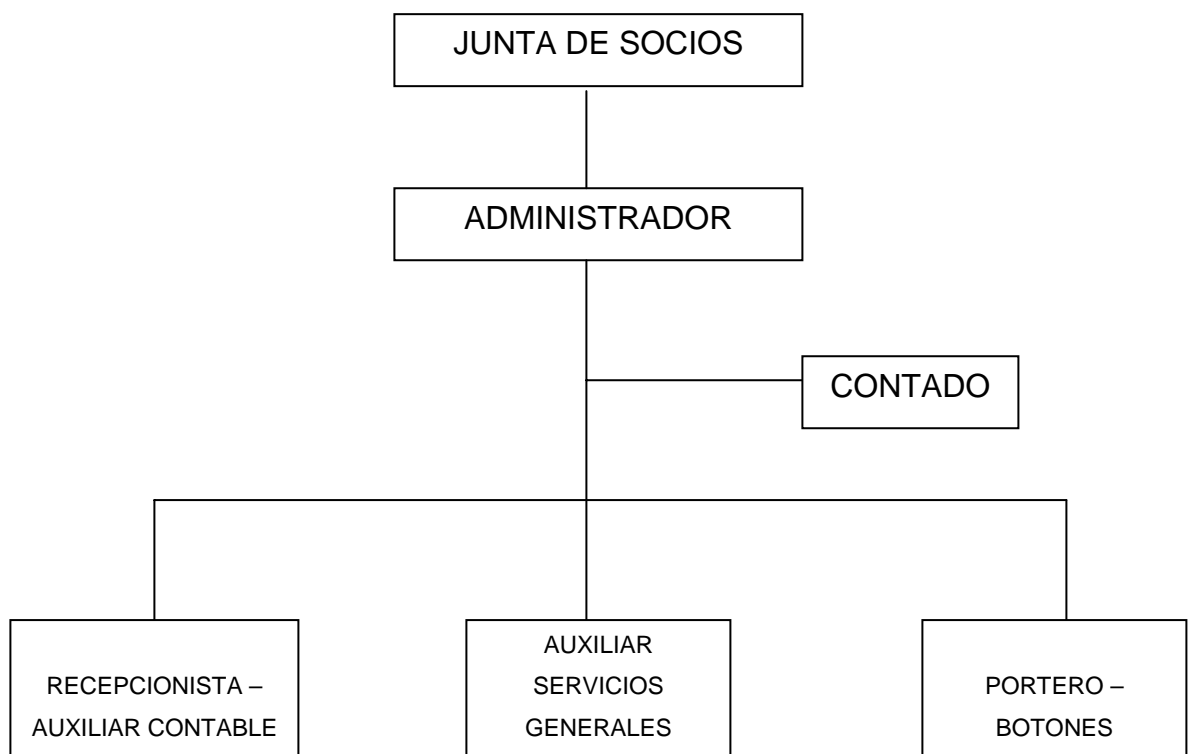 JUNTA DE SOCIOS
ADMINISTRADOR
CONTADO
RECEPCIONISTA –
AUXILIAR CONTABLE
AUXILIAR
SERVICIOS
GENERALES
PORTERO –
BOTONES